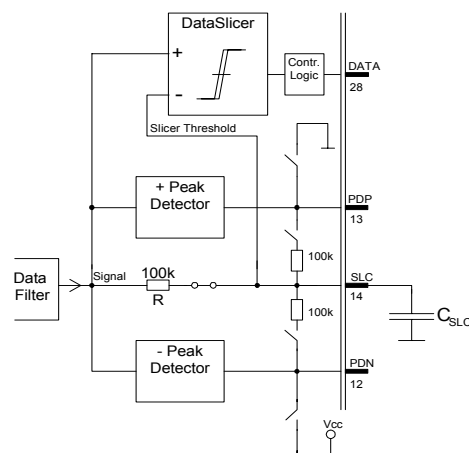 DataSlicer
+
-
Contr.
Logic
DATA
28
Slicer Threshold
+ Peak
Detector
PDP
13
100k
Data
Filter
Signal
100k
R
SLC
14
CSLC
100k
- Peak
Detector
PDN
12
Vcc